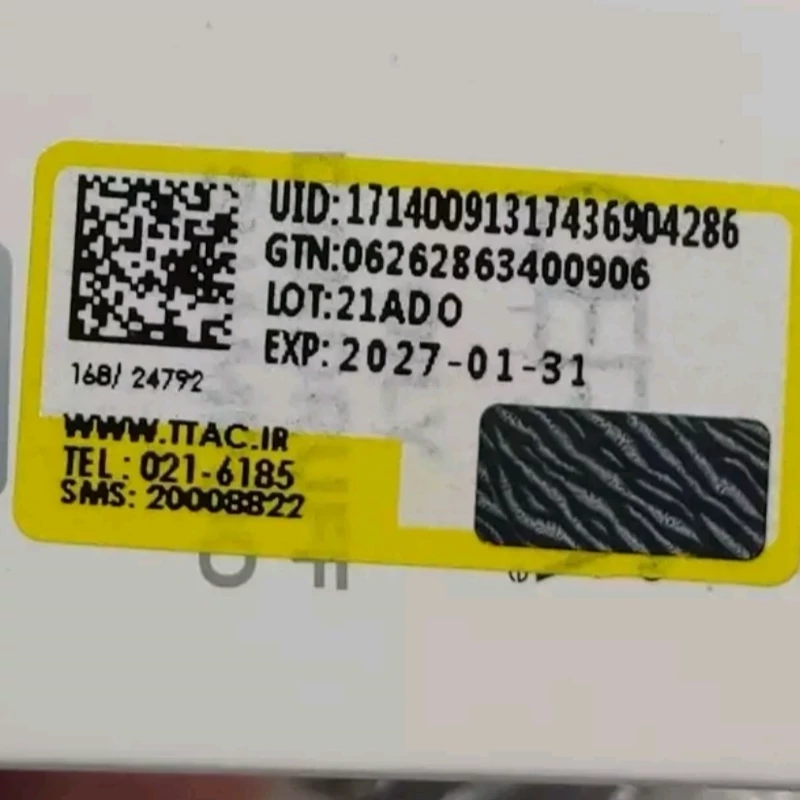 UID:17140091317436904286
GTN:06262863400906
LOT:21ADO
EXP:2027-01-31
168/ 24792
WWW.TTAC.IR
TEL: 021-6185
SMS: 20008822